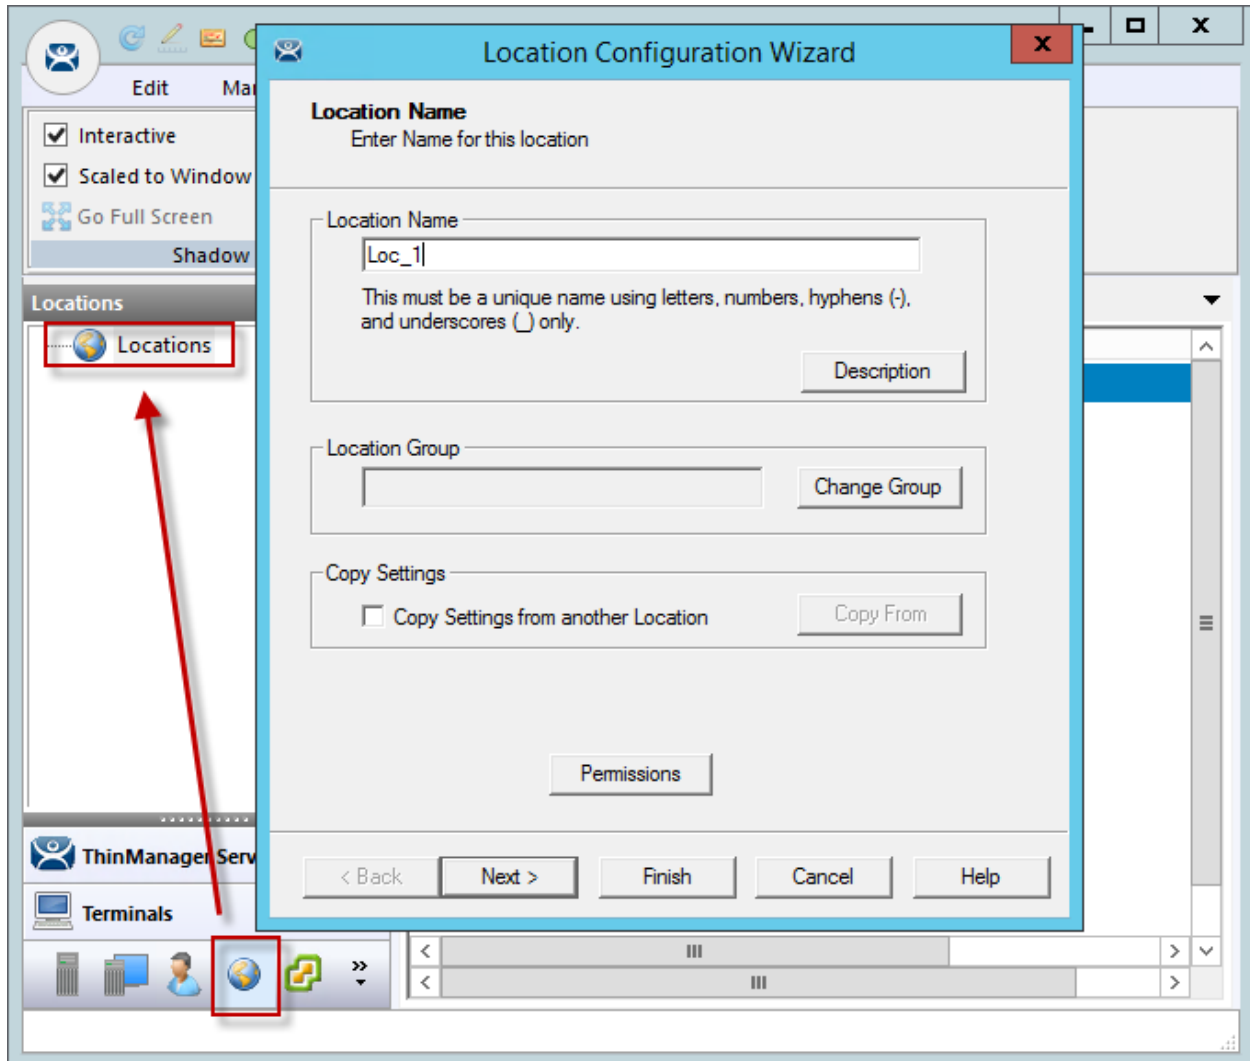 Location Configuration Wizard
x
x
Edit
Interactive
Scaled to Window
Go Full Screen
Shadow
Locations
Locations
ThinManager Serv
Terminals
Location Name
Enter Name for this location
Location Name
Loc_1
This must be a unique name using letters, numbers, hyphens (-),
and underscores (_) only.
Description
Location Group
Change Group
Copy Settings
Copy Settings from another Location
Copy From
Permissions
< Back
Next >
Finish
Cancel
Help